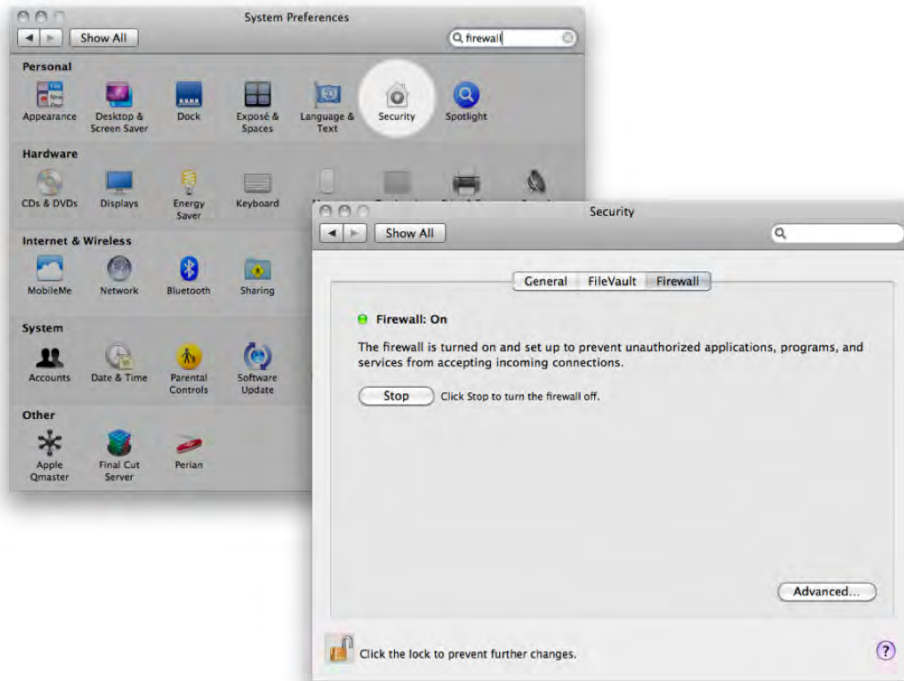 System Preferences
Show All
firewall
Personal
Appearance
Desktop &
Screen Saver
Dock
Exposé &
Spaces
Language &
Text
Security
Spotlight
Hardware
CDs & DVDs
Displays
Energy
Saver
Keyboard
Internet & Wireless
MobileMe
Network
Bluetooth
Sharing
System
Accounts
Date & Time
Parental
Controls
Software
Update
Other
Apple
Qmaster
Final Cut
Server
Perian
Security
Show All
General
FileVault
Firewall
Firewall: On
The firewall is turned on and set up to prevent unauthorized applications, programs, and
services from accepting incoming connections.
Stop
Click Stop to turn the firewall off.
Advanced...
Click the lock to prevent further changes.
?